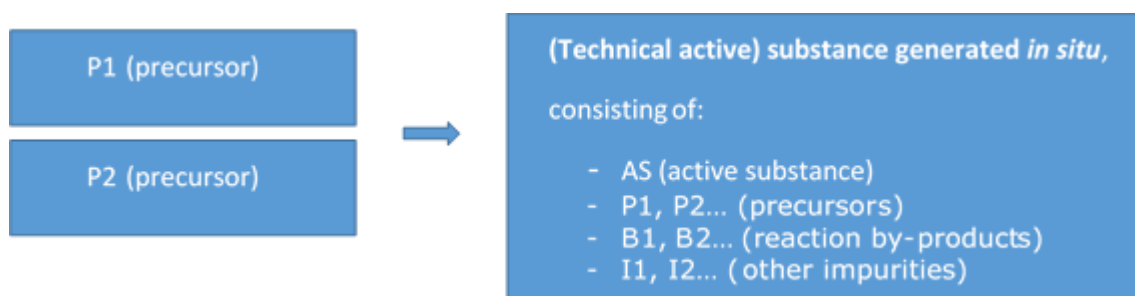 P1 (precursor)
P2 (precursor)
(Technical active) substance generated in situ,
consisting of:
- AS (active substance)
- P1, P2... (precursors)
- B1, B2... (reaction by-products)
- I1, I2... ( other impurities)